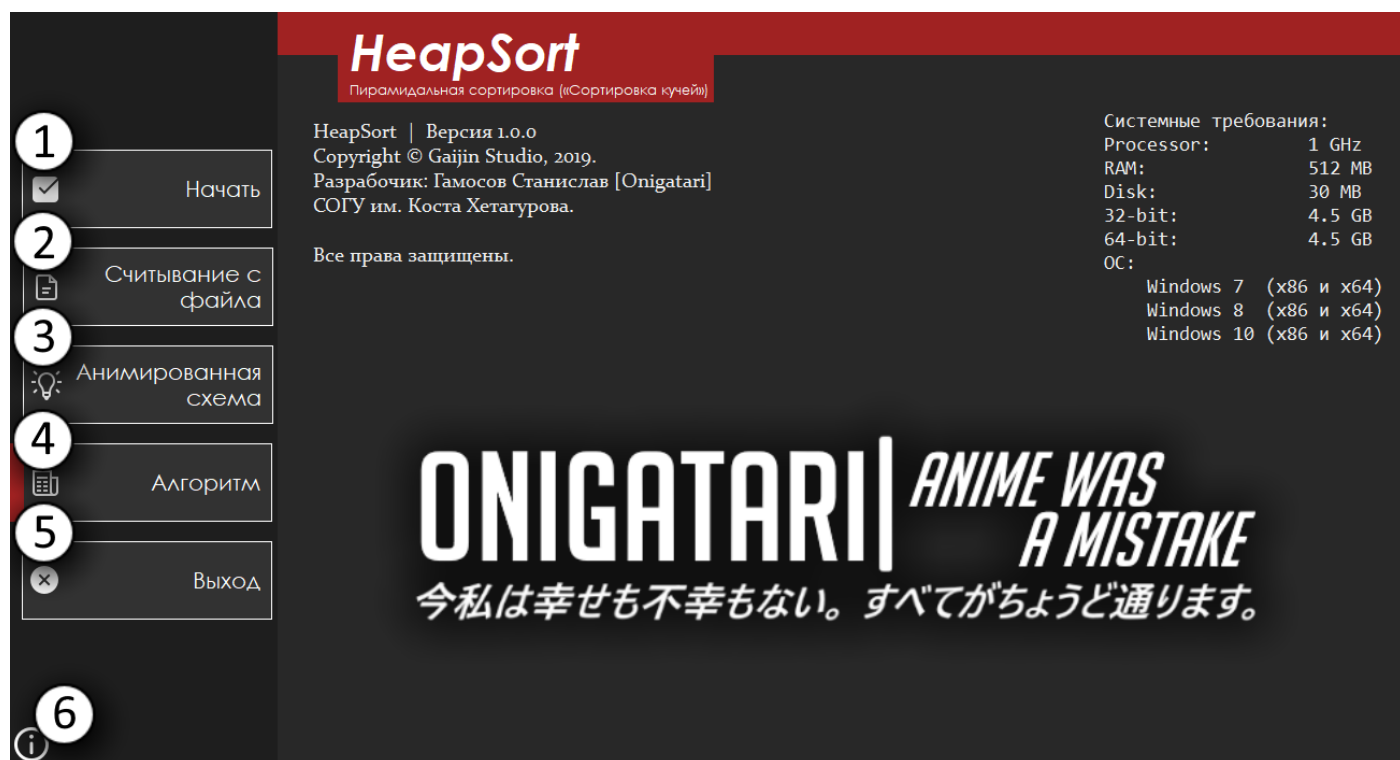 HeapSort
Пирамидальная сортировка («Сортировка кучей»)
1
Начать
2
Считывание с
файла
3
Анимированная
схема
4
Алгоритм
5
Выход
6
HeapSort | Версия 1.0.0
Copyright © Gaijin Studio, 2019.
Разрабочик: Гамосов Станислав [Onigatari]
СОГУ им. Коста Хетагурова.
Все права защищены.
Системные требования:
Processor: 1 GHz
RAM: 512 MB
Disk: 30 MB
32-bit: 4.5 GB
64-bit: 4.5 GB
ОС:
Windows 7 (x86 и x64)
Windows 8 (x86 и x64)
Windows 10 (x86 и x64)
ONIGATARI
ANIME WAS
A MISTAKE
今私は幸せも不幸もない。すべてがちょうど通ります。